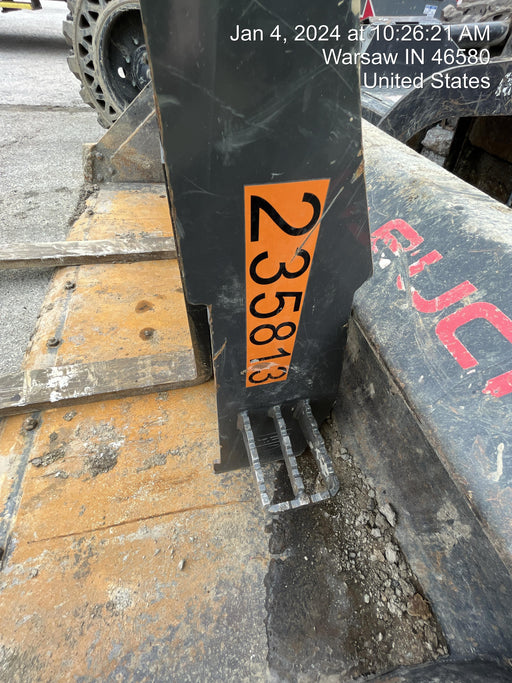 Jan 4, 2024 at 10:26:21 AM
Warsaw IN 46580
United States
235813